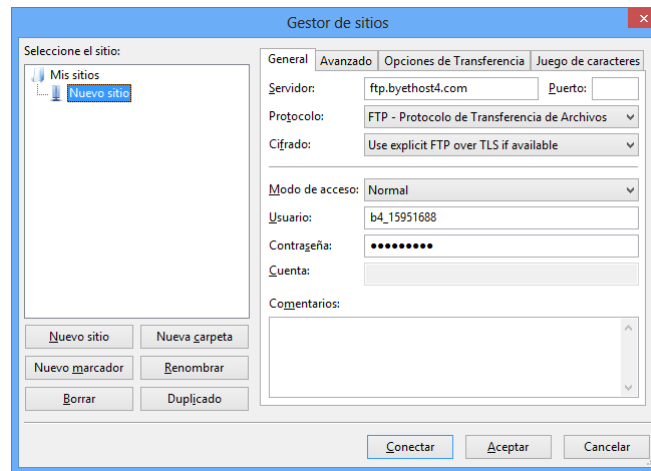 Gestor de sitios
Seleccione el sitio:
Mis sitios
Nuevo sitio
Nuevo sitio Nueva carpeta
Nuevo marcador Renombrar
Borrar Duplicado
General Avanzado Opciones de Transferencia Juego de caracteres
Servidor: ftp.byethost4.com Puerto:
Protocolo: FTP - Protocolo de Transferencia de Archivos
Cifrado: Use explicit FTP over TLS if available
Modo de acceso: Normal
Usuario: b4_15951688
Contraseña: •••••••••
Cuenta:
Comentarios:
Conectar Aceptar Cancelar